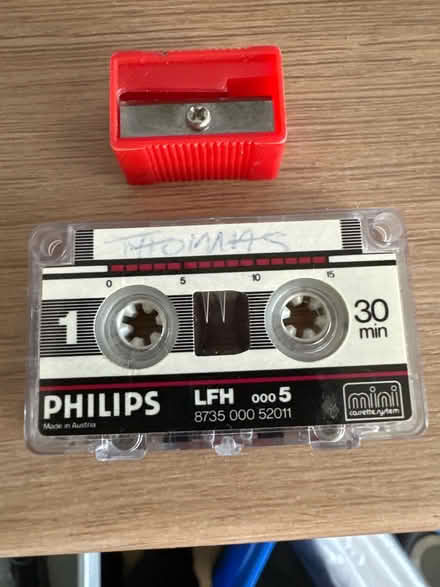 THOMAS
0 5 10 15
1
30
min
PHILIPS
Made in Austria
LFH 000 5
8735 000 52011
mini
cassette system